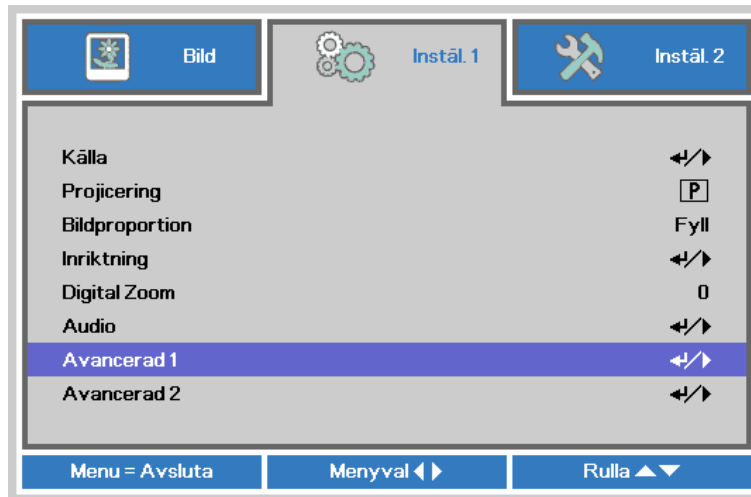 Bild
Instäl. 1
Instäl. 2
Källa
Projicering P
Bildproportion Fyll
Inriktning
Digital Zoom 0
Audio
Avancerad 1
Avancerad 2
Menu = Avsluta
Menyval
Rulla